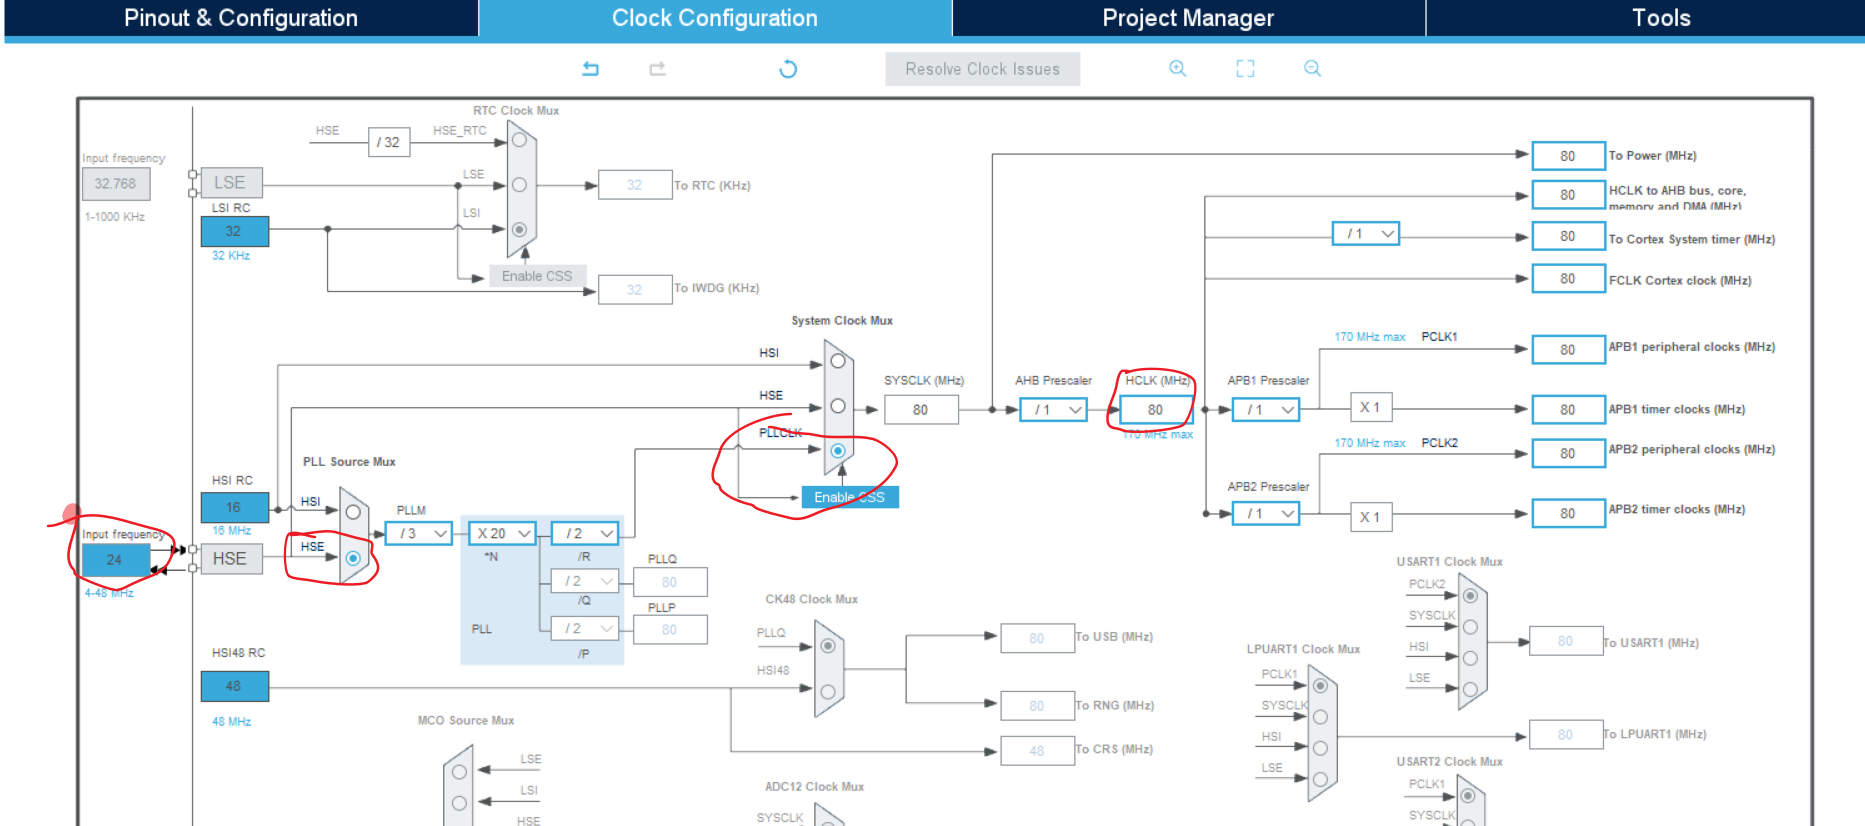 Pinout & Configuration
Clock Configuration
Project Manager
Tools
Resolve Clock Issues
RTC Clock Mux
HSE
/ 32
HSE_RTC
Input frequency
32.768
1-1000 KHz
LSE
LSE
32
To RTC (KHz)
LSI RC
32
32 KHz
LSI
Enable CSS
32
To IWDG (KHz)
80
To Power (MHz)
80
HCLK to AHB bus, core,
memory and DMA (MHz)
/ 1
80
To Cortex System timer (MHz)
80
FCLK Cortex clock (MHz)
System Clock Mux
HSI
HSE
PLLCLK
Enable CSS
SYSCLK (MHz)
80
AHB Prescaler
/ 1
HCLK (MHz)
80
170 MHz max
APB1 Prescaler
/ 1
170 MHz max
PCLK1
80
APB1 peripheral clocks (MHz)
X 1
80
APB1 timer clocks (MHz)
170 MHz max
PCLK2
80
APB2 peripheral clocks (MHz)
APB2 Prescaler
/ 1
X 1
80
APB2 timer clocks (MHz)
PLL Source Mux
HSI RC
16
16 MHz
HSI
Input frequency
24
4-48 MHz
HSE
HSE
PLLM
/ 3
X 20
*N
/ 2
/R
/ 2
/Q
/ 2
/P
PLL
PLLQ
80
PLLP
80
HSI48 RC
48
48 MHz
CK48 Clock Mux
PLLQ
HSI48
80
To USB (MHz)
80
To RNG (MHz)
48
To CRS (MHz)
USART1 Clock Mux
PCLK2
SYSCLK
HSI
LSE
80
To USART1 (MHz)
LPUART1 Clock Mux
PCLK1
SYSCLK
HSI
LSE
80
To LPUART1 (MHz)
USART2 Clock Mux
PCLK1
SYSCLK
MCO Source Mux
LSE
LSI
HSE
ADC12 Clock Mux
SYSCLK